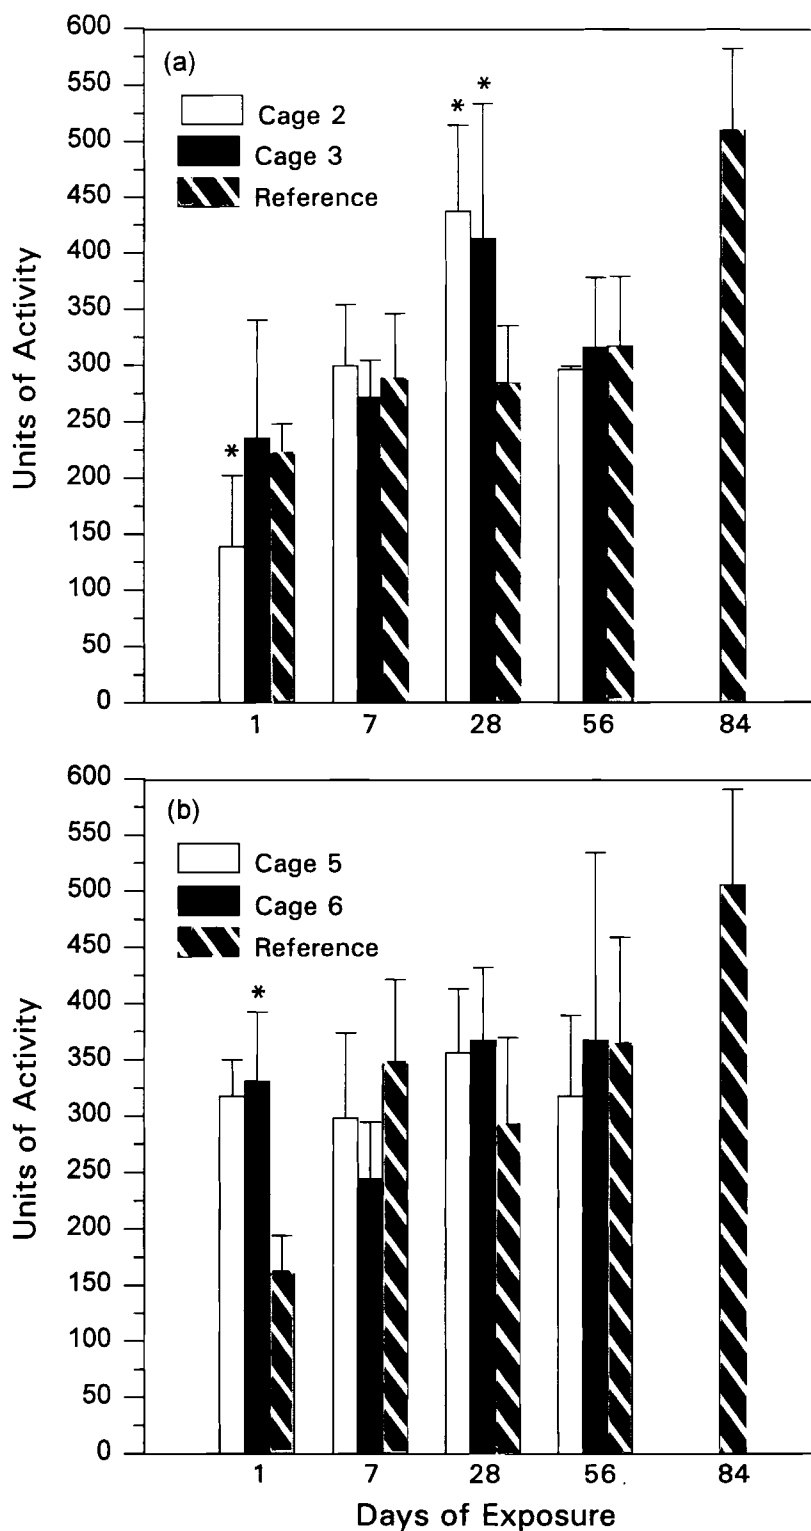 600
(a)
550
Cage 2
* *
500
Cage 3
450
Reference
400
350
300
250
*
200
150
100
50
0
Units of Activity
1 7 28 56 84
600
(b)
550
Cage 5
500
Cage 6
450
Reference
400
*
350
300
250
200
150
100
50
0
Units of Activity
1 7 28 56 84
Days of Exposure